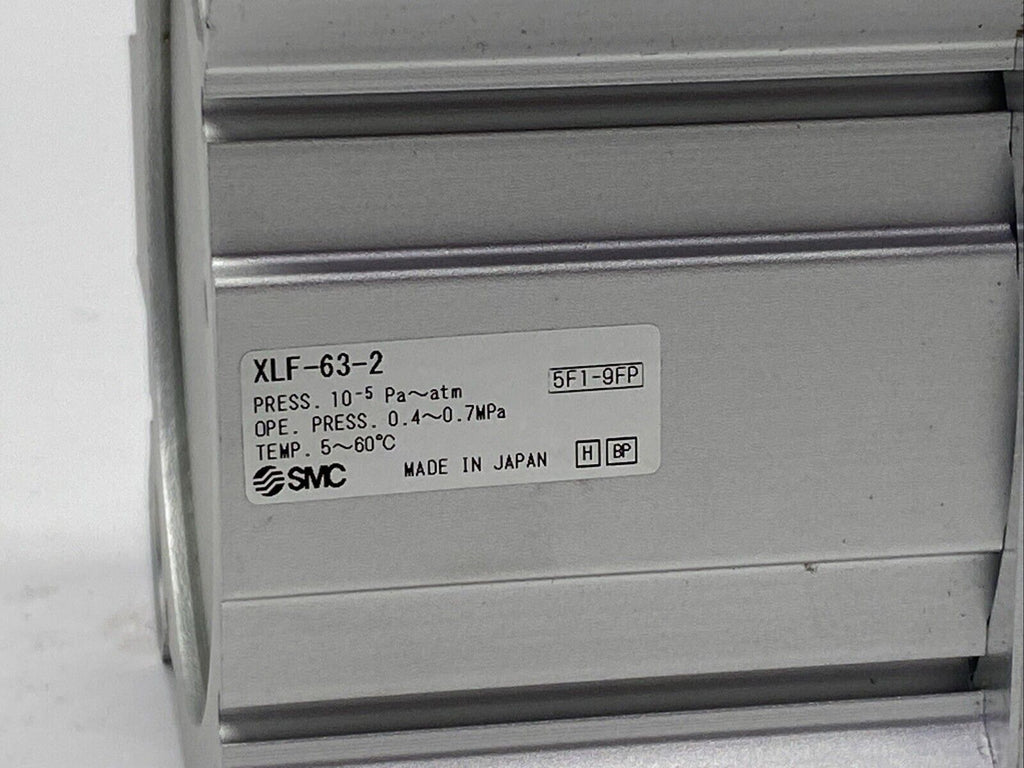 XLF-63-2
5F1-9FP
PRESS. 10⁻⁵ Pa～atm
OPE. PRESS. 0.4～0.7MPa
TEMP. 5～60℃
SMC MADE IN JAPAN H BP